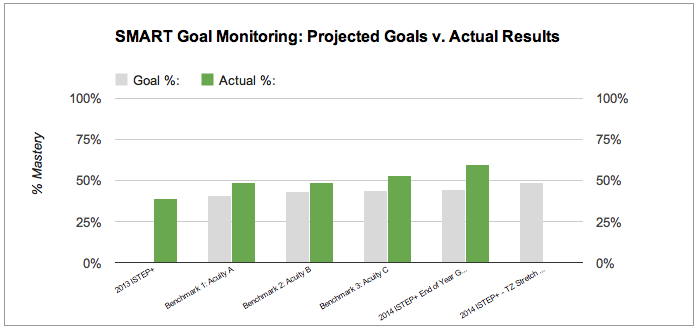 SMART Goal Monitoring: Projected Goals v. Actual Results
Goal %: Actual %:
100% 100%
75% 75%
% Mastery
50% 50%
25% 25%
0% 0%
2013 ISTEP+
Benchmark 1: Acuity A
Benchmark 2: Acuity B
Benchmark 3: Acuity C
2014 ISTEP+ End of Year G...
2014 ISTEP+ - TZ Stretch ...